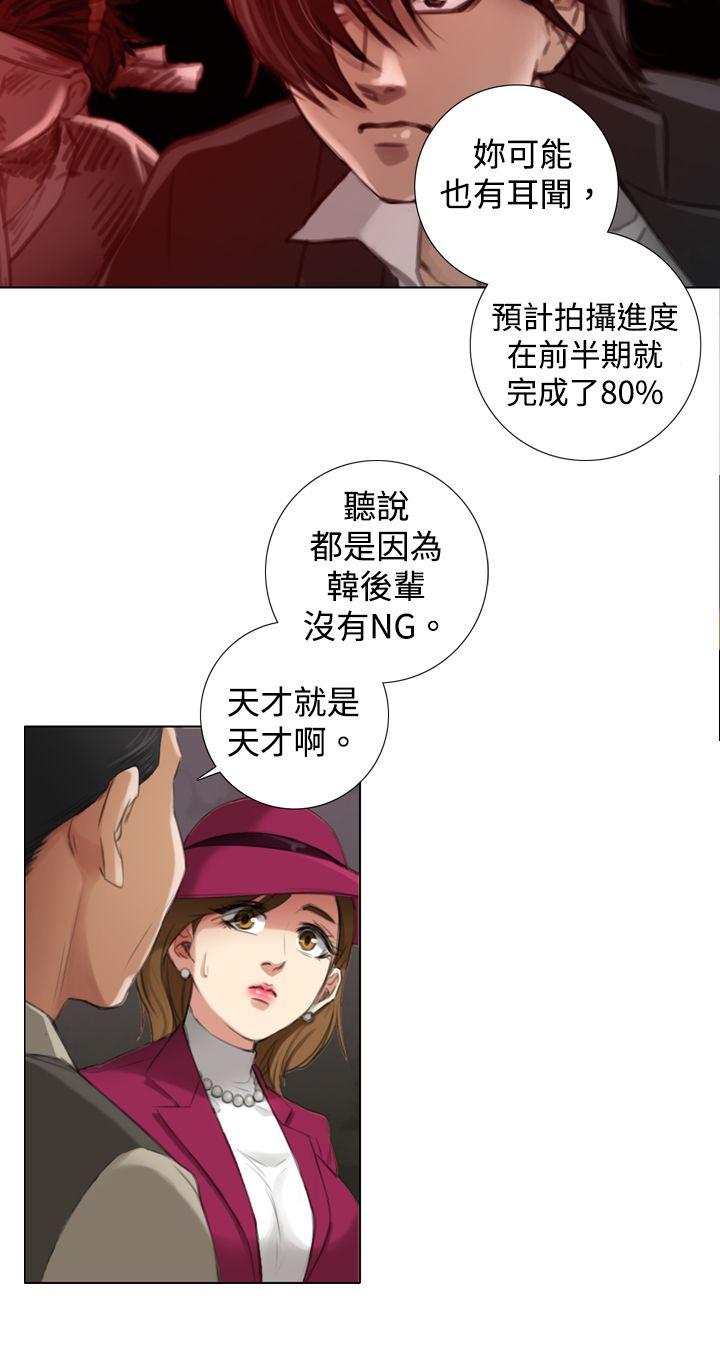 妳可能
也有耳聞，
預計拍攝進度
在前半期就
完成了80%
聽說
都是因為
韓後輩
沒有NG。
天才就是
天才啊。